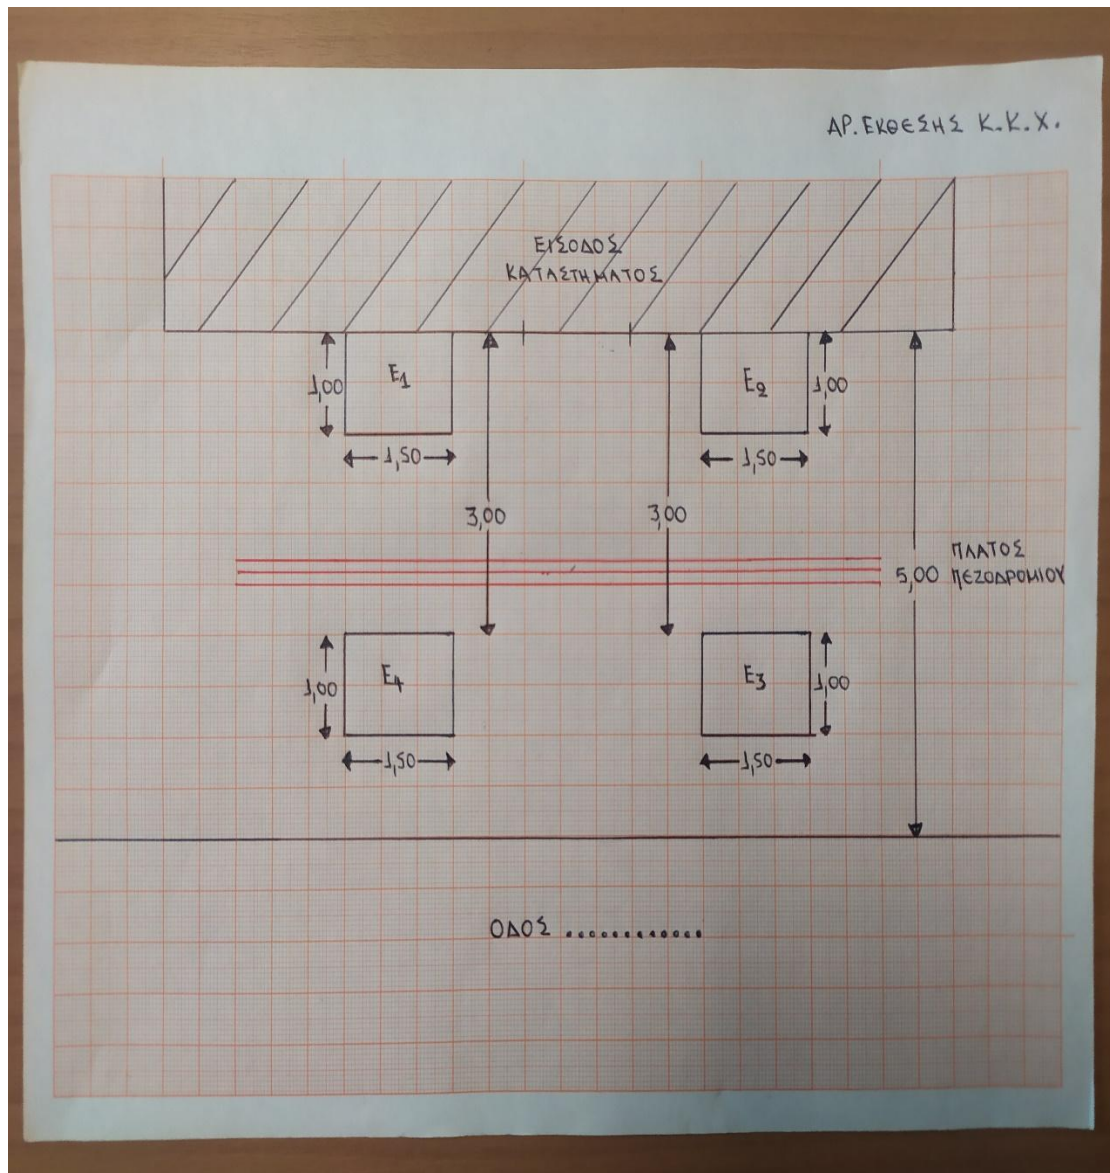 ΑΡ. ΕΚΘΕΣΗΣ Κ.Κ.Χ.
ΕΙΣΟΔΟΣ
ΚΑΤΑΣΤΗΜΑΤΟΣ
1,00
Ε1
Ε2
1,00
1,50
1,50
3,00
3,00
ΠΛΑΤΟΣ
5,00 ΠΕΖΟΔΡΟΜΙΟΥ
1,00
Ε4
Ε3
1,00
1,50
1,50
ΟΔΟΣ ............